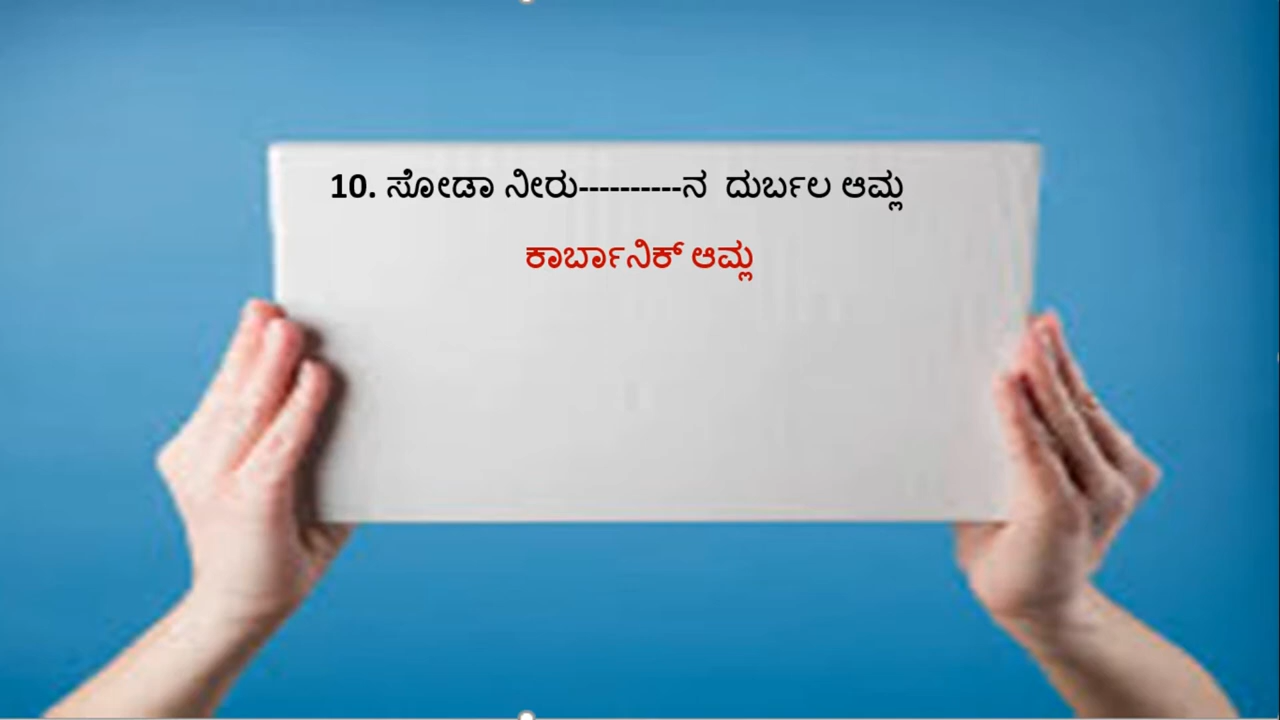 10. ಸೋಡಾ ನೀರು----------ನ  ದುರ್ಬಲ ಆಮ್ಲ
ಕಾರ್ಬಾನಿಕ್ ಆಮ್ಲ